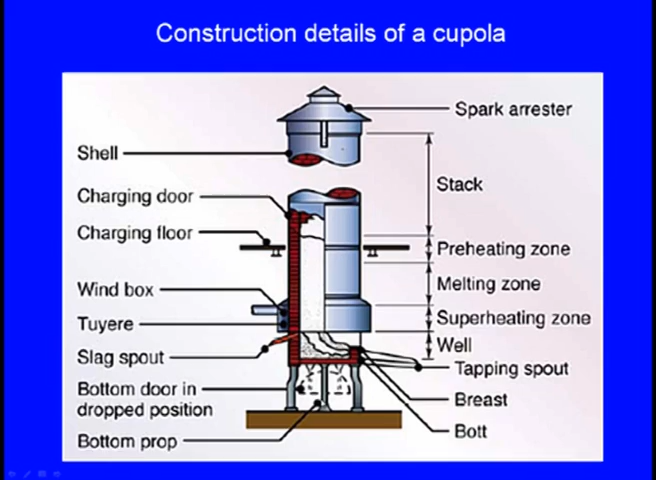 Construction details of a cupola
Spark arrester
Shell
Stack
Charging door
Charging floor
Preheating zone
Melting zone
Wind box
Superheating zone
Tuyere
Well
Slag spout
Tapping spout
Bottom door in
dropped position
Breast
Bott
Bottom prop